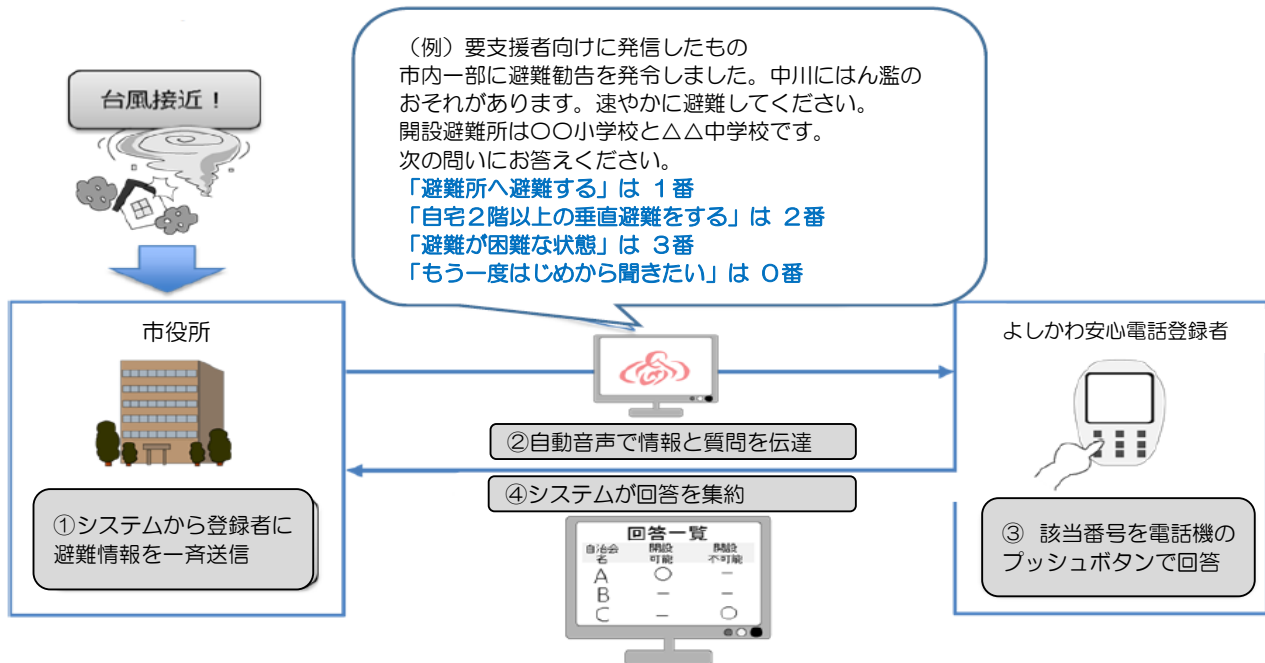 （例）要支援者向けに発信したもの
市内一部に避難勧告を発令しました。中川にはん濫の
おそれがあります。速やかに避難してください。
開設避難所は〇〇小学校と△△中学校です。
次の問いにお答えください。
「避難所へ避難する」は １番
「自宅２階以上の垂直避難をする」は ２番
「避難が困難な状態」は ３番
「もう一度はじめから聞きたい」は ０番
台風接近！
市役所
①システムから登録者に
避難情報を一斉送信
②自動音声で情報と質問を伝達
④システムが回答を集約
回答一覧
自治会名 開設可能 開設不可能
A 〇 －
B － －
C － 〇
よしかわ安心電話登録者
③ 該当番号を電話機の
プッシュボタンで回答